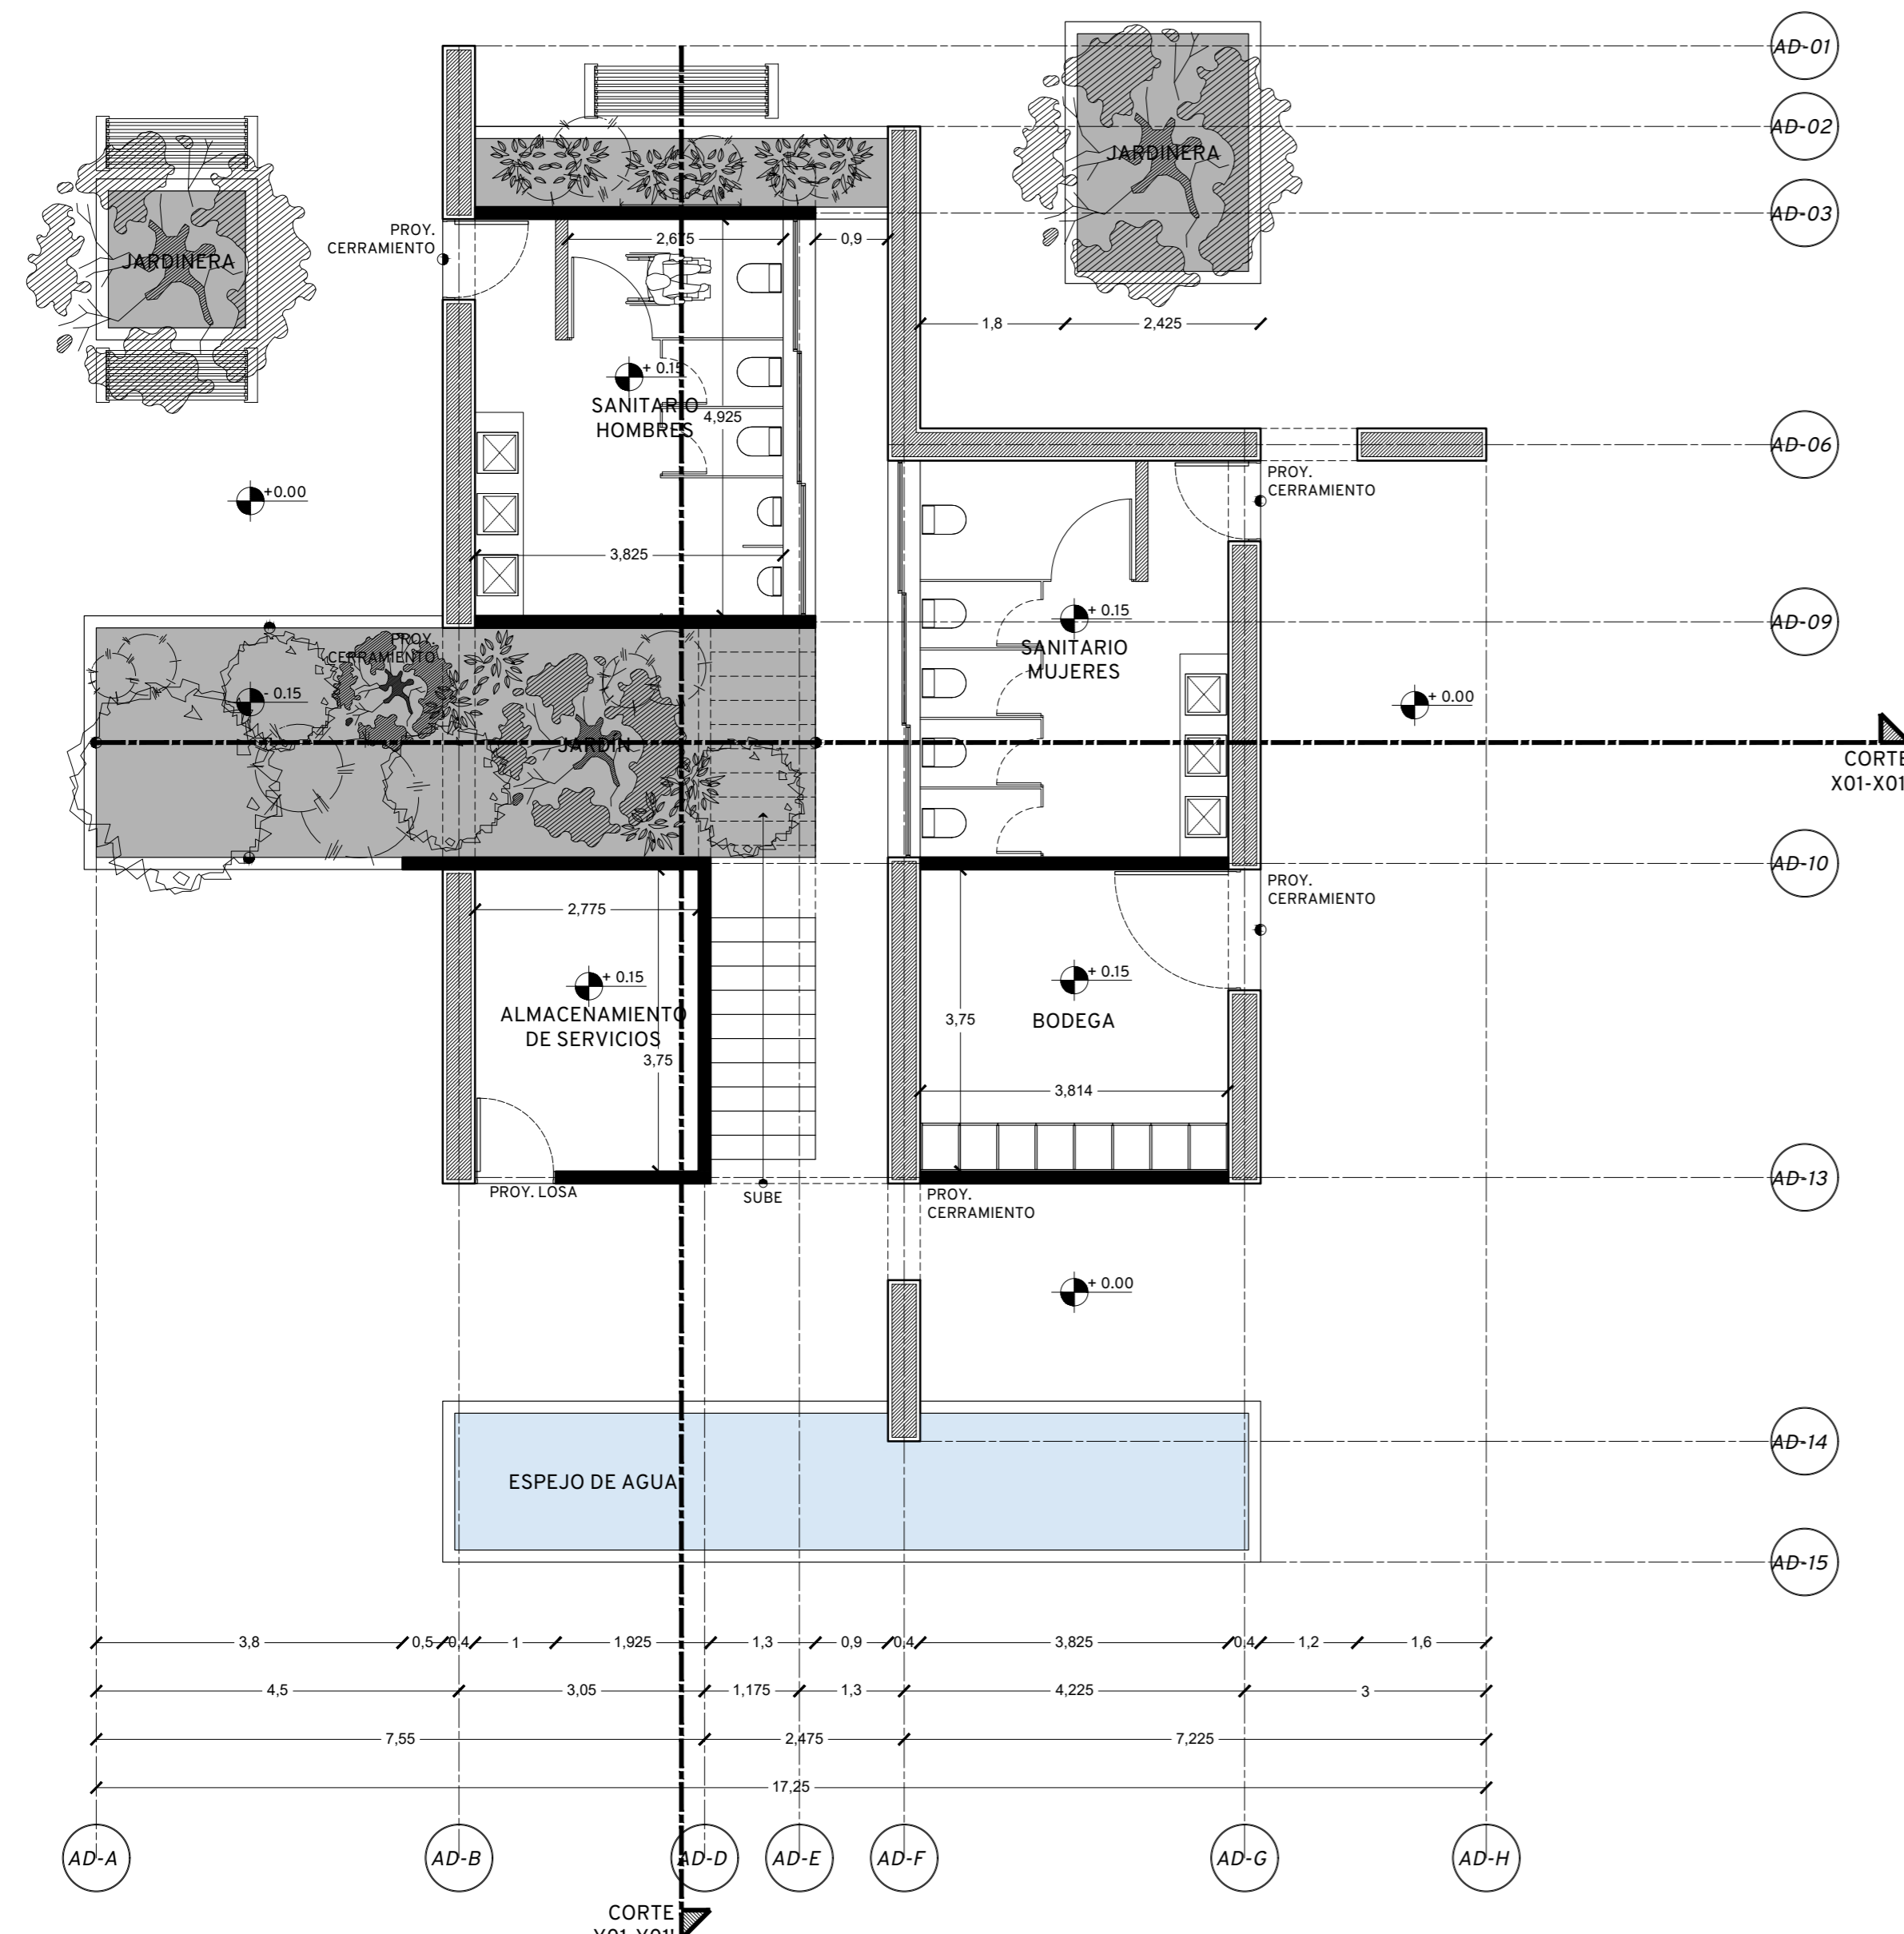 AD-01
AD-02
JARDINERA
AD-03
PROY.
CERRAMIENTO
2,675
0,9
JARDINERA
1,8
2,425
+ 0.15
SANITARIO
HOMBRES
4,925
AD-06
PROY.
CERRAMIENTO
+0.00
3,825
+ 0.15
SANITARIO
MUJERES
AD-09
PROY.
CERRAMIENTO
- 0.15
+ 0.00
JARDIN
CORTE
X01-X01
AD-10
PROY.
CERRAMIENTO
2,775
+ 0.15
ALMACENAMIENTO
DE SERVICIOS
3,75
+ 0.15
BODEGA
3,75
3,814
AD-13
PROY. LOSA
SUBE
PROY.
CERRAMIENTO
+ 0.00
AD-14
ESPEJO DE AGUA
AD-15
3,8 0,5 0,4 1 1,925 1,3 0,9 0,4 3,825 0,4 1,2 1,6
4,5 3,05 1,175 1,3 4,225 3
7,55 2,475 7,225
17,25
AD-A AD-B AD-D AD-E AD-F AD-G AD-H
CORTE